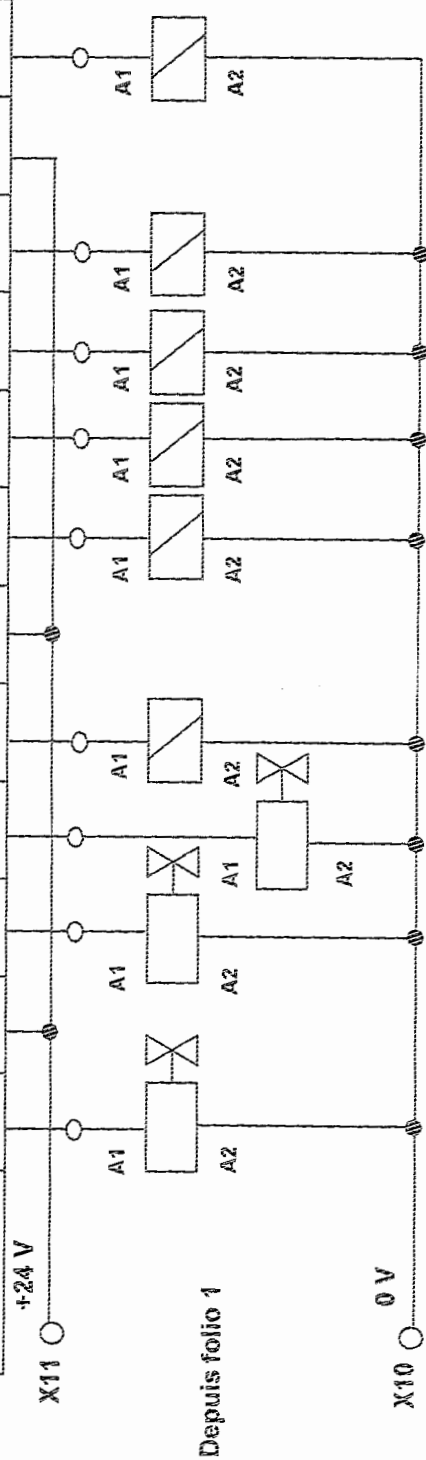 +24 V
X11
A1 A1 A1 A1 A1 A1 A1 A1
Depuis folio 1
A2 A2 A1 A2 A2 A2 A2 A2 A2
A2
0 V
X10